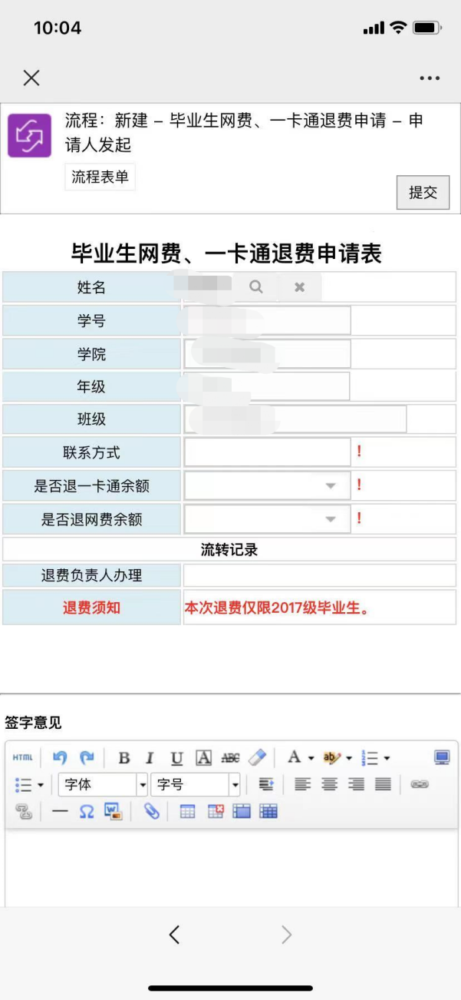 10:04
流程：新建 – 毕业生网费、一卡通退费申请 – 申
请人发起
流程表单
提交
毕业生网费、一卡通退费申请表
姓名
学号
学院
年级
班级
联系方式 !
是否退一卡通余额 !
是否退网费余额 !
流转记录
退费负责人办理
退费须知 本次退费仅限2017级毕业生。
签字意见
HTML B I U A ABC A ab
字体 字号
Ω W